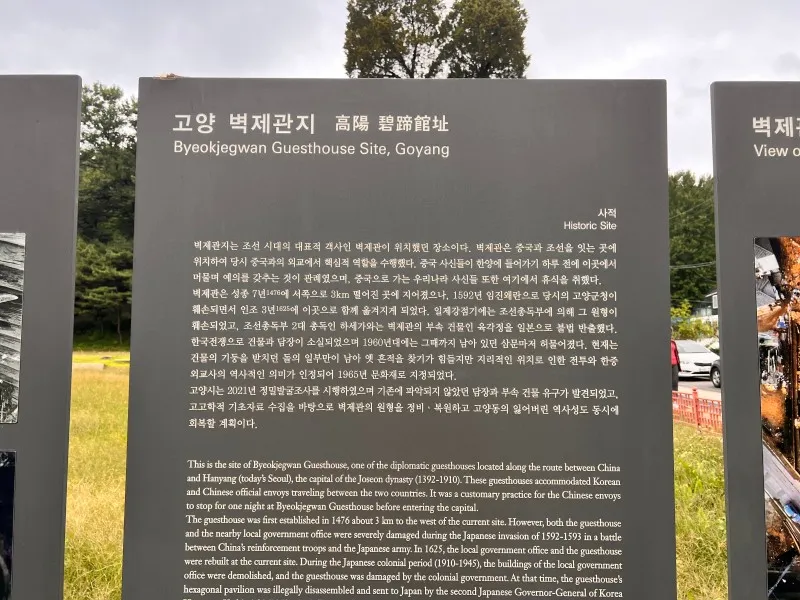 고양 벽제관지 高陽 碧蹄館址
Byeokjegwan Guesthouse Site, Goyang
사적
Historic Site
벽제관지는 조선 시대의 대표적 객사인 벽제관이 위치했던 장소이다. 벽제관은 중국과 조선을 잇는 곳에
위치하여 당시 중국과의 외교에서 핵심적 역할을 수행했다. 중국 사신들이 한양에 들어가기 하루 전에 이곳에서
머물며 예의를 갖추는 것이 관례였으며, 중국으로 가는 우리나라 사신들 또한 여기에서 휴식을 취했다.
벽제관은 성종 7년1476에 서쪽으로 3km 떨어진 곳에 지어졌으나, 1592년 임진왜란으로 당시의 고양군청이
훼손되면서 인조 3년1625에 이곳으로 함께 옮겨지게 되었다. 일제강점기에는 조선총독부에 의해 그 원형이
훼손되었고, 조선총독부 2대 총독인 하세가와는 벽제관의 부속 건물인 육각정을 일본으로 불법 반출했다.
한국전쟁으로 건물과 담장이 소실되었으며 1960년대에는 그때까지 남아 있던 삼문마저 허물어졌다. 현재는
건물의 기둥을 받치던 돌의 일부만이 남아 옛 흔적을 찾기가 힘들지만 지리적인 위치로 인한 전투와 한중
외교사의 역사적인 의미가 인정되어 1965년 문화재로 지정되었다.
고양시는 2021년 정밀발굴조사를 시행하였으며 기존에 파악되지 않았던 담장과 부속 건물 유구가 발견되었고,
고고학적 기초자료 수집을 바탕으로 벽제관의 원형을 정비 · 복원하고 고양동의 잃어버린 역사성도 동시에
회복할 계획이다.
This is the site of Byeokjegwan Guesthouse, one of the diplomatic guesthouses located along the route between China
and Hanyang (today's Seoul), the capital of the Joseon dynasty (1392-1910). These guesthouses accommodated Korean
and Chinese official envoys traveling between the two countries. It was a customary practice for the Chinese envoys
to stop for one night at Byeokjegwan Guesthouse before entering the capital.
The guesthouse was first established in 1476 about 3 km to the west of the current site. However, both the guesthouse
and the nearby local government office were severely damaged during the Japanese invasion of 1592-1593 in a battle
between China's reinforcement troops and the Japanese army. In 1625, the local government office and the guesthouse
were rebuilt at the current site. During the Japanese colonial period (1910-1945), the buildings of the local government
office were demolished, and the guesthouse was damaged by the colonial government. At that time, the guesthouse's
hexagonal pavilion was illegally disassembled and sent to Japan by the second Japanese Governor-General of Korea
벽제
View o